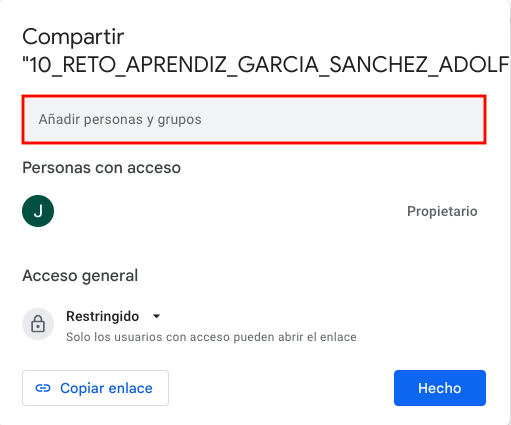 Compartir
"10_RETO_APRENDIZ_GARCIA_SANCHEZ_ADOLF
Añadir personas y grupos
Personas con acceso
J
Propietario
Acceso general
Restringido
Solo los usuarios con acceso pueden abrir el enlace
Copiar enlace
Hecho